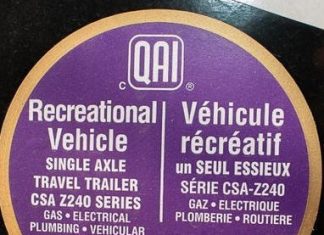 QAI
C ®
Recreational
Vehicle
SINGLE AXLE
TRAVEL TRAILER
CSA Z240 SERIES
GAS • ELECTRICAL
PLUMBING • VEHICULAR
Véhicule
récréatif
un SEUL ESSIEUX
SÉRIE CSA-Z240
GAZ • ELECTRIQUE
PLOMBERIE • ROUTIERE